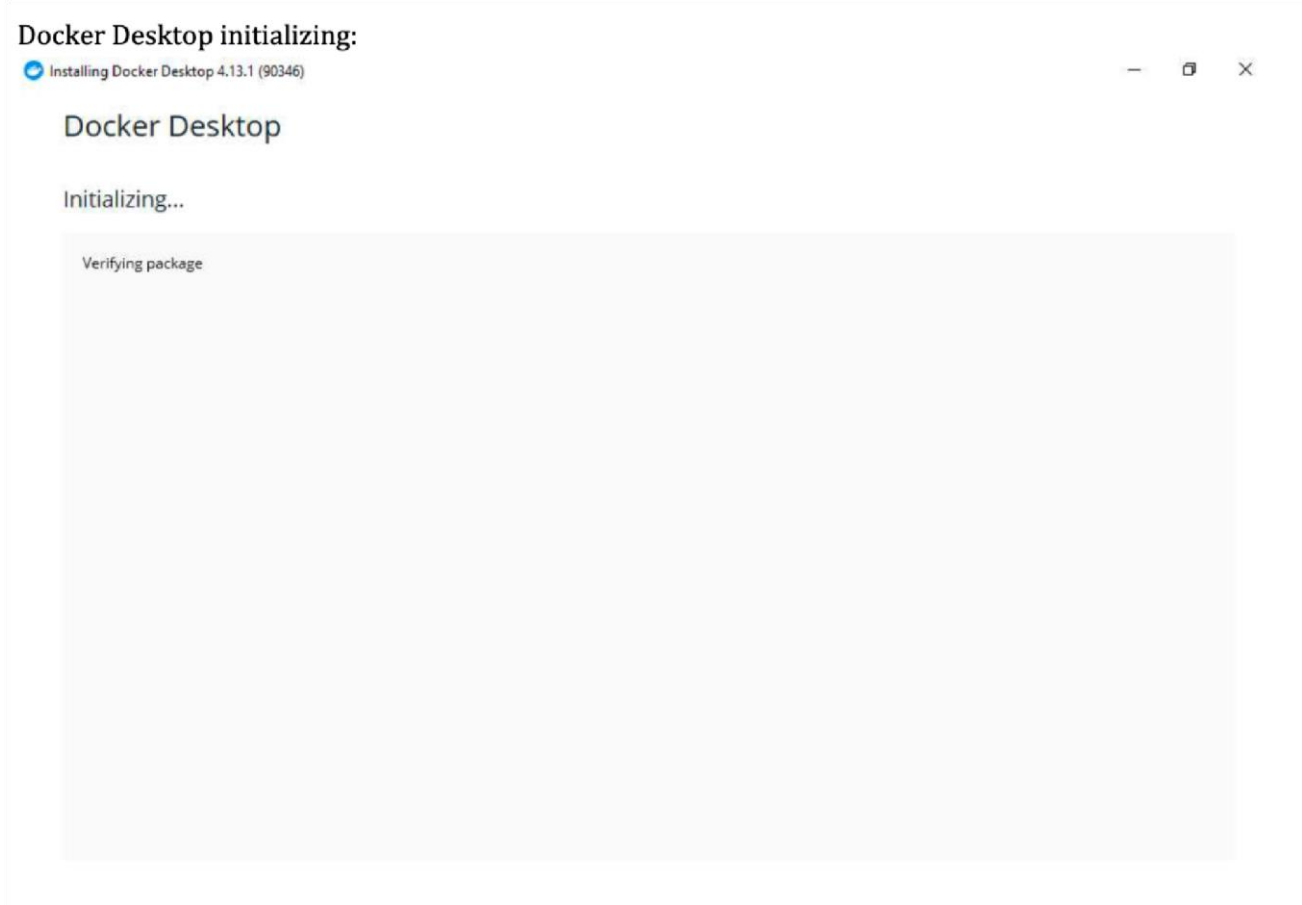 Docker Desktop initializing:
Installing Docker Desktop 4.13.1 (90346)
Docker Desktop
Initializing...
Verifying package